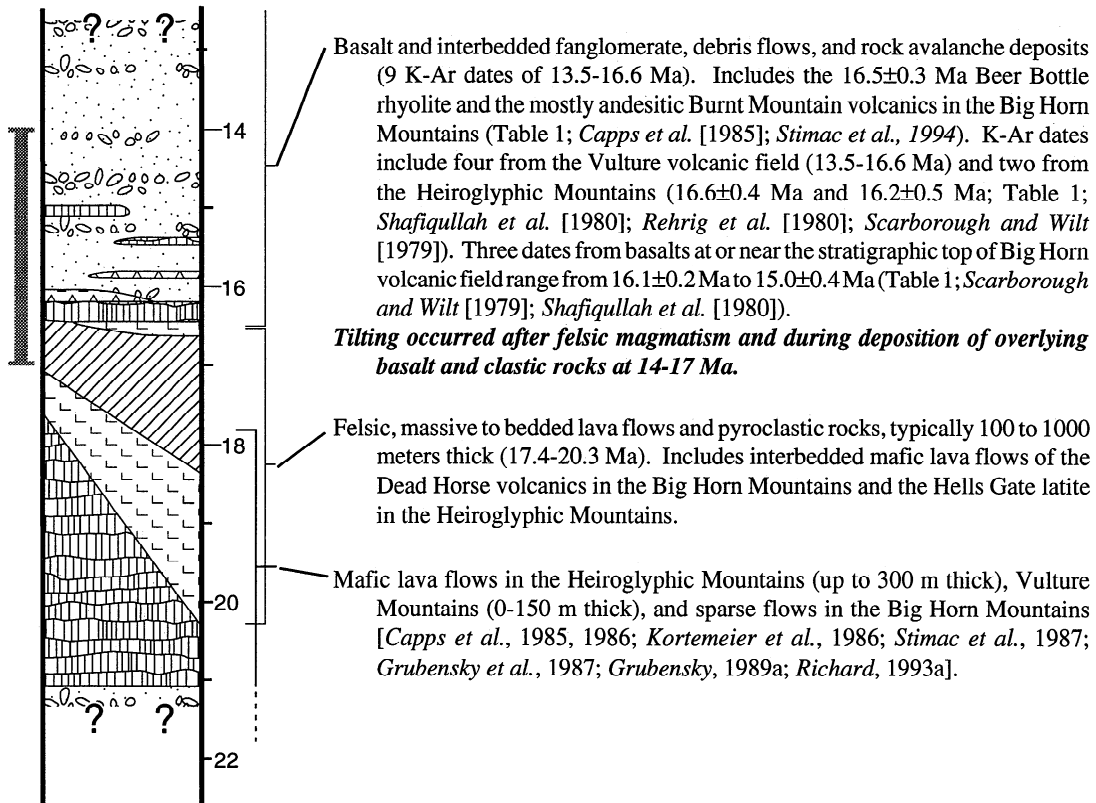 ? ?
Basalt and interbedded fanglomerate, debris flows, and rock avalanche deposits
(9 K-Ar dates of 13.5-16.6 Ma). Includes the 16.5±0.3 Ma Beer Bottle
rhyolite and the mostly andesitic Burnt Mountain volcanics in the Big Horn
Mountains (Table 1; Capps et al. [1985]; Stimac et al., 1994). K-Ar dates
include four from the Vulture volcanic field (13.5-16.6 Ma) and two from
the Heiroglyphic Mountains (16.6±0.4 Ma and 16.2±0.5 Ma; Table 1;
Shafiqullah et al. [1980]; Rehrig et al. [1980]; Scarborough and Wilt
[1979]). Three dates from basalts at or near the stratigraphic top of Big Horn
volcanic field range from 16.1±0.2 Ma to 15.0±0.4 Ma (Table 1; Scarborough
and Wilt [1979]; Shafiqullah et al. [1980]).
Tilting occurred after felsic magmatism and during deposition of overlying
basalt and clastic rocks at 14-17 Ma.
Felsic, massive to bedded lava flows and pyroclastic rocks, typically 100 to 1000
meters thick (17.4-20.3 Ma). Includes interbedded mafic lava flows of the
Dead Horse volcanics in the Big Horn Mountains and the Hells Gate latite
in the Heiroglyphic Mountains.
Mafic lava flows in the Heiroglyphic Mountains (up to 300 m thick), Vulture
Mountains (0-150 m thick), and sparse flows in the Big Horn Mountains
[Capps et al., 1985, 1986; Kortemeier et al., 1986; Stimac et al., 1987;
Grubensky et al., 1987; Grubensky, 1989a; Richard, 1993a].
14
16
18
20
22
? ?